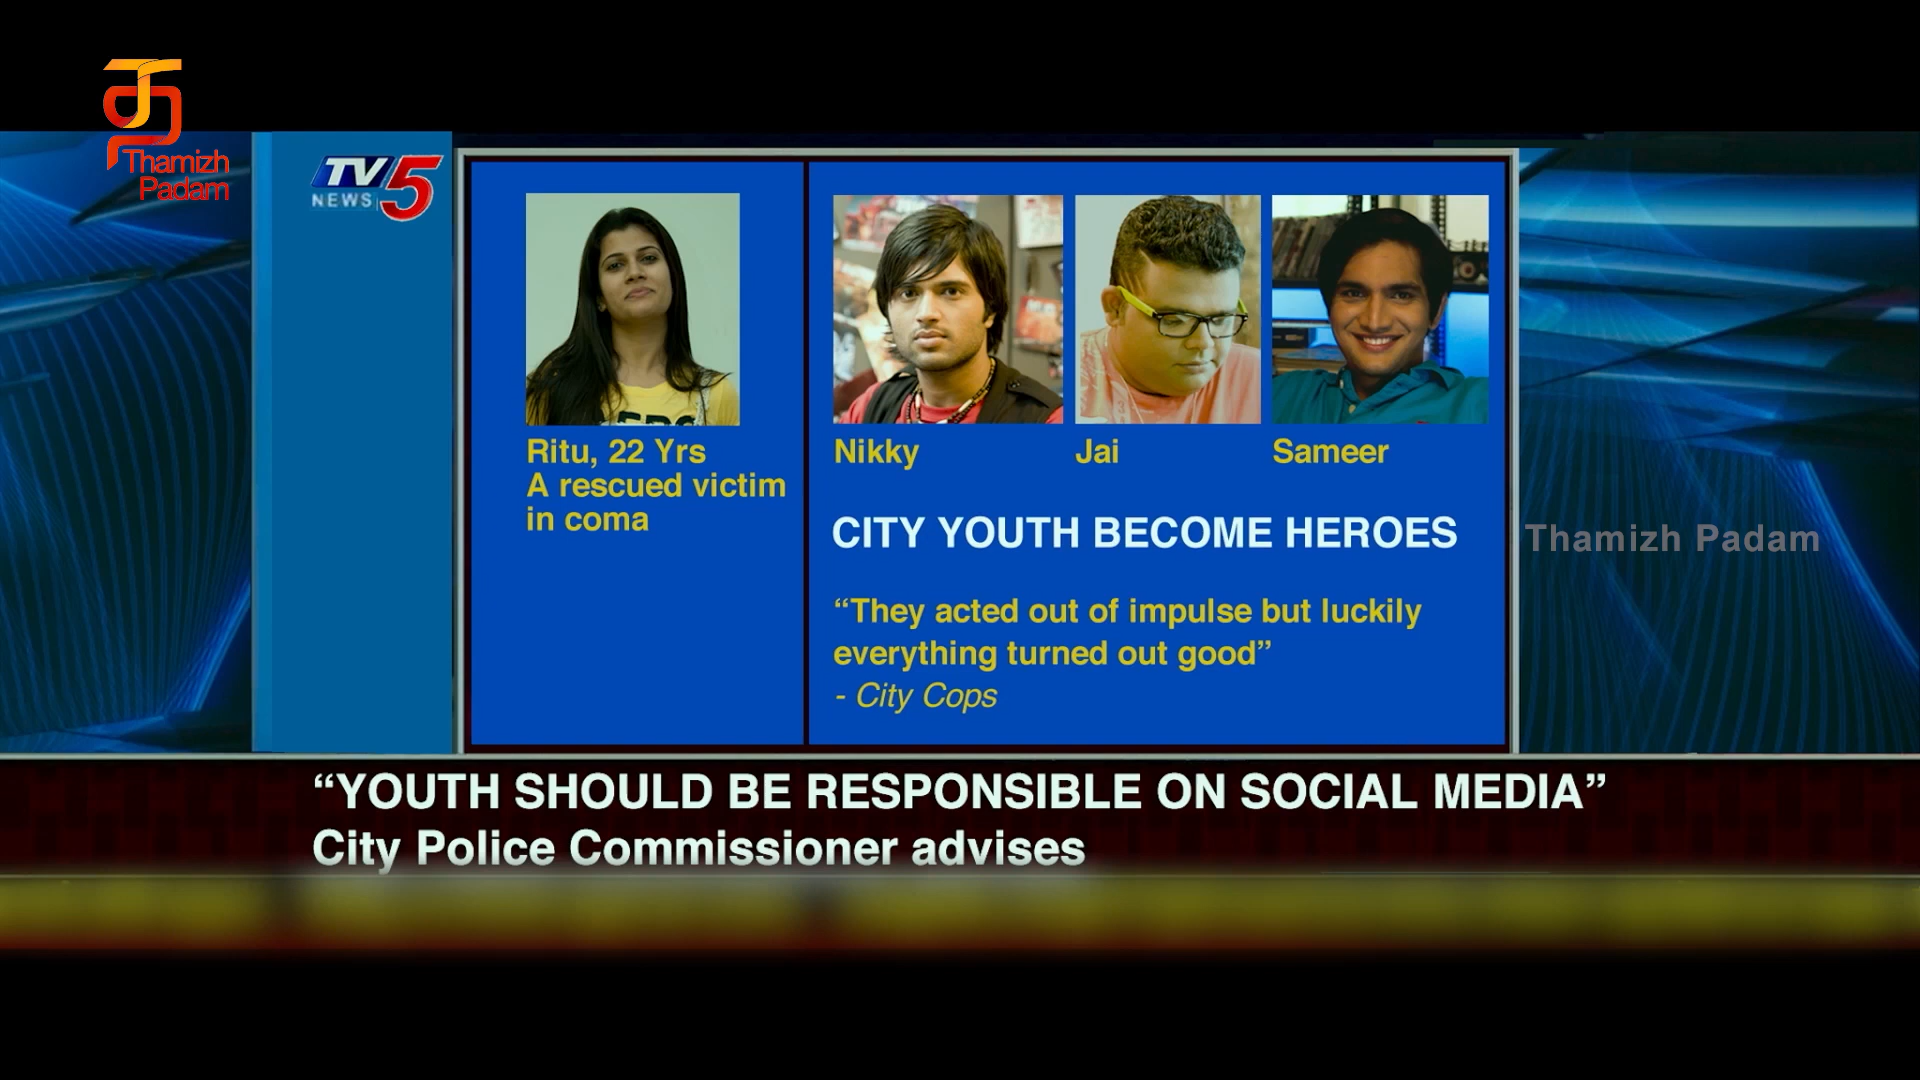 த
Thamizh
Padam
TV5
NEWS
Ritu, 22 Yrs
A rescued victim
in coma
Nikky
Jai
Sameer
CITY YOUTH BECOME HEROES
“They acted out of impulse but luckily
everything turned out good”
- City Cops
Thamizh Padam
“YOUTH SHOULD BE RESPONSIBLE ON SOCIAL MEDIA”
City Police Commissioner advises